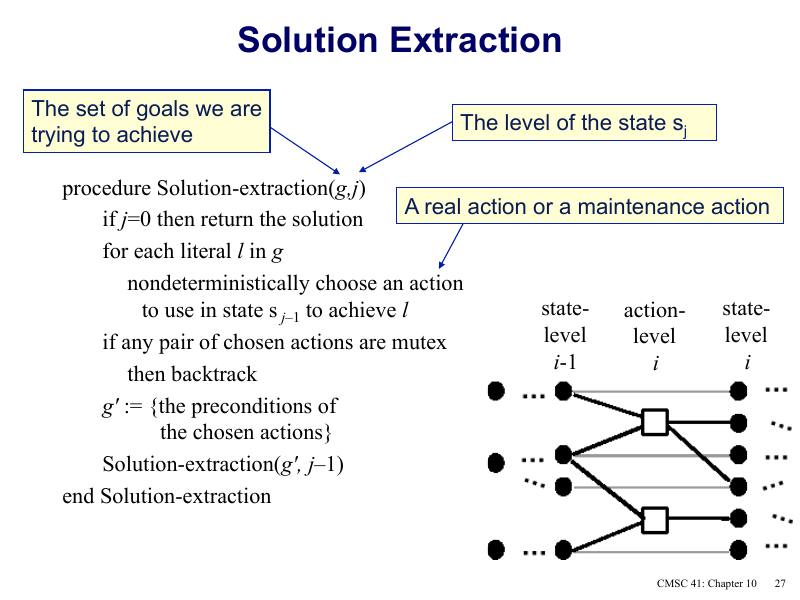 Solution Extraction
The set of goals we are
trying to achieve
The level of the state sj
procedure Solution-extraction(g,j)
A real action or a maintenance action
if j=0 then return the solution
for each literal l in g
nondeterministically choose an action
to use in state s j–1 to achieve l
if any pair of chosen actions are mutex
then backtrack
g' := {the preconditions of
the chosen actions}
Solution-extraction(g', j–1)
end Solution-extraction
state-
level
i-1
action-
level
i
state-
level
i
CMSC 41: Chapter 10 27